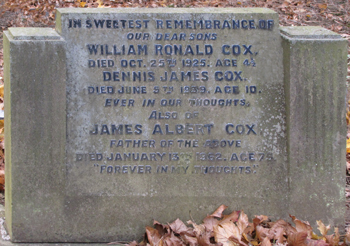 IN SWEETEST REMEMBRANCE OF
OUR DEAR SONS
WILLIAM RONALD COX.
DIED OCT. 25TH 1925. AGE 4½
DENNIS JAMES COX.
DIED JUNE 5TH 1939. AGE 10.
EVER IN OUR THOUGHTS.
ALSO OF
JAMES ALBERT COX.
FATHER OF THE ABOVE
DIED JANUARY 13TH 1962. AGE 75.
"FOREVER IN MY THOUGHTS"